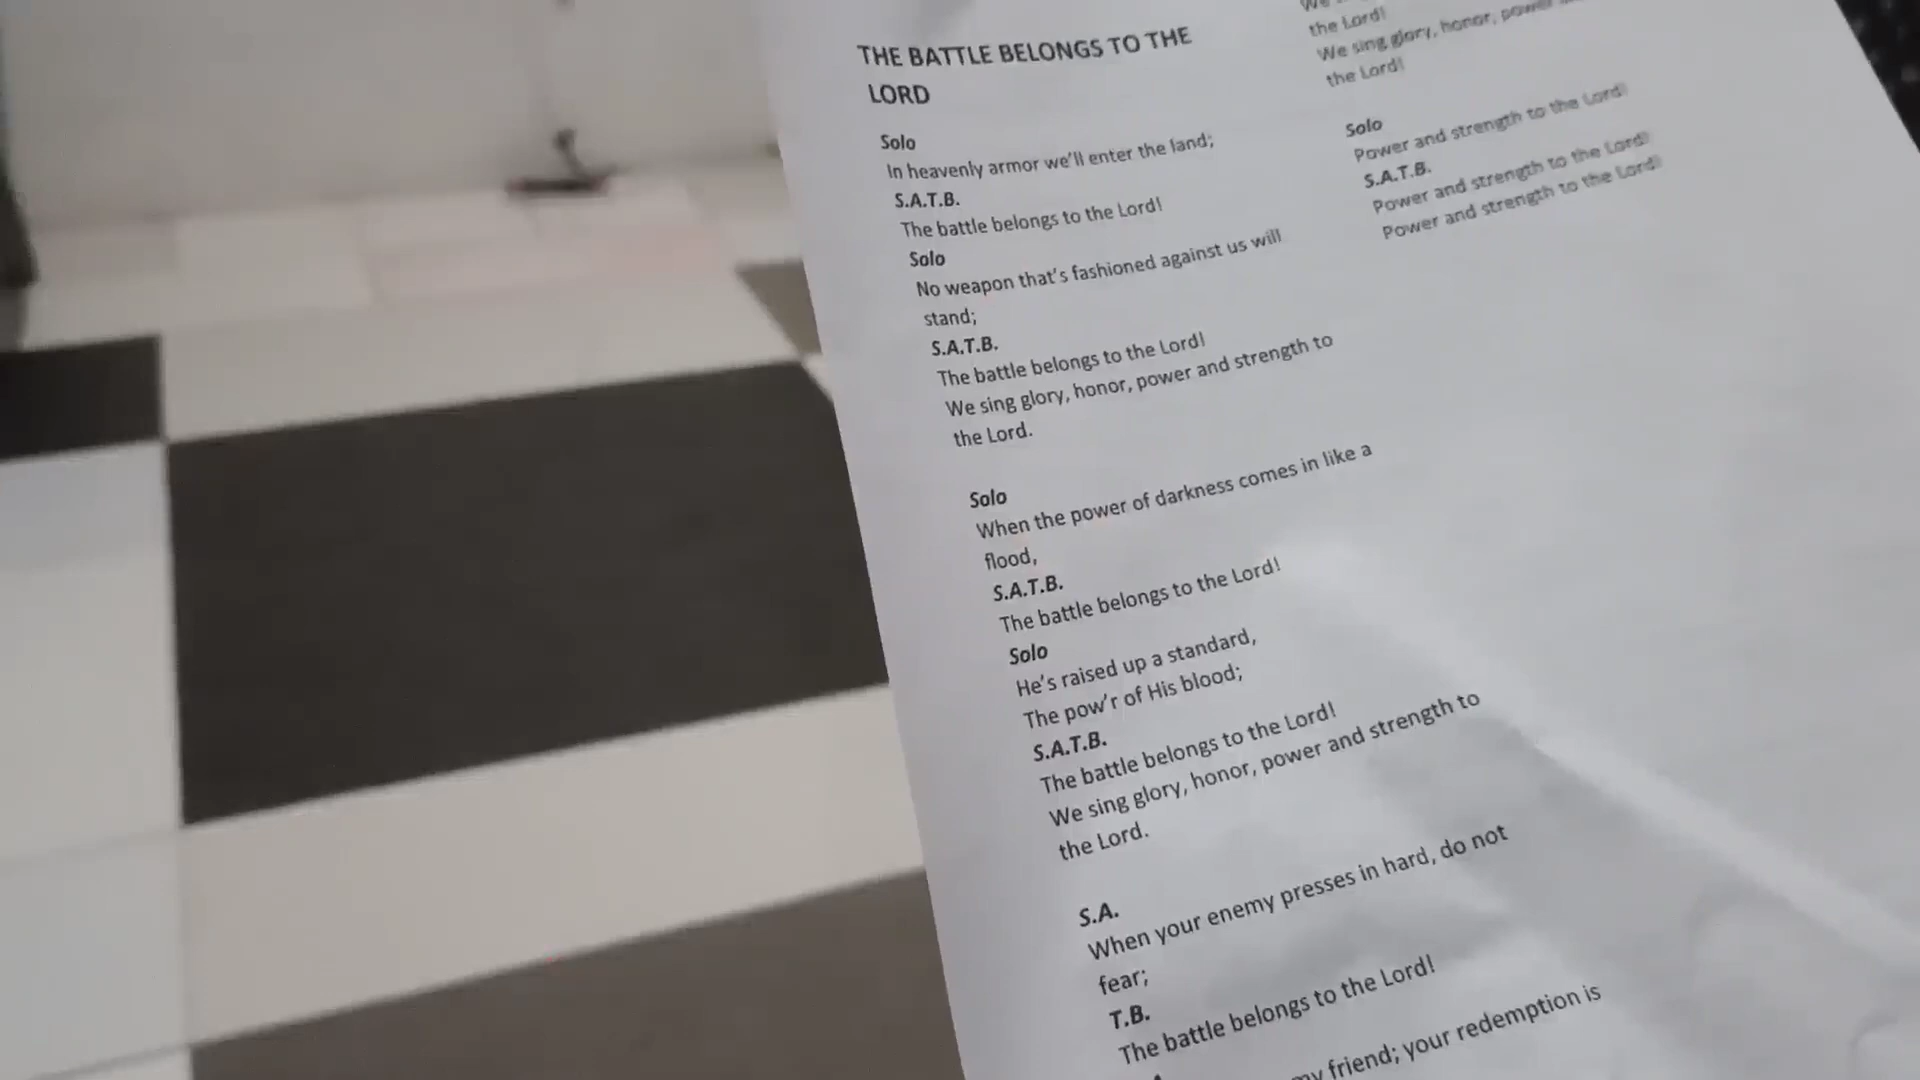 THE BATTLE BELONGS TO THE
LORD
Solo
In heavenly armor we'll enter the land;
S.A.T.B.
The battle belongs to the Lord!
Solo
No weapon that's fashioned against us will
stand;
S.A.T.B.
The battle belongs to the Lord!
We sing glory, honor, power and strength to
the Lord.
Solo
When the power of darkness comes in like a
flood,
S.A.T.B.
The battle belongs to the Lord!
Solo
He's raised up a standard,
The pow'r of His blood;
S.A.T.B.
The battle belongs to the Lord!
We sing glory, honor, power and strength to
the Lord.
S.A.
When your enemy presses in hard, do not
fear;
T.B.
The battle belongs to the Lord!
my friend; your redemption is
We
the Lord!
We sing glory, honor, power
the Lord!
Solo
Power and strength to the Lord!
S.A.T.B.
Power and strength to the Lord!
Power and strength to the Lord!